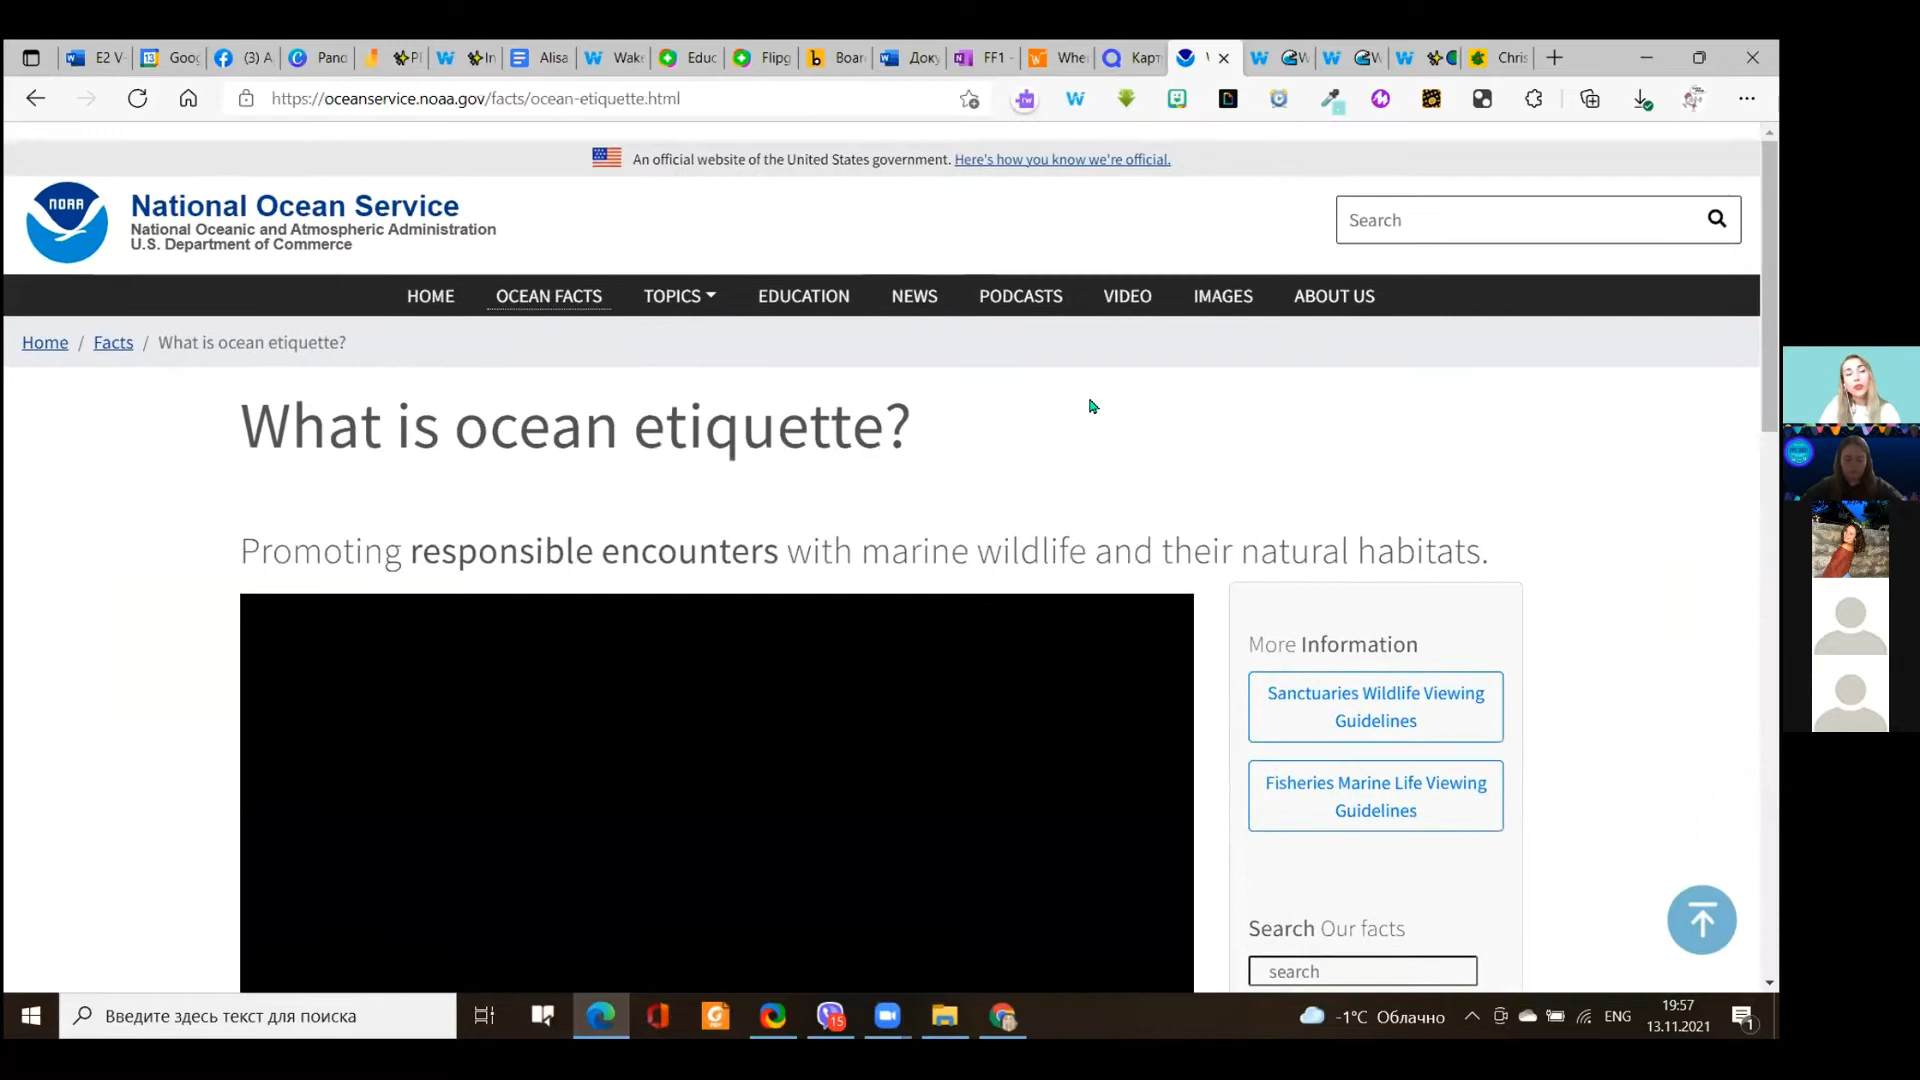 E2 V
Goo
(3) A
Pano
Pl
In
Alisa
Wak
Educ
Flipg
Boar
Доку
FF1 -
Whe
Карт
Chris
https://oceanservice.noaa.gov/facts/ocean-etiquette.html
An official website of the United States government. Here's how you know we're official.
NOAA
National Ocean Service
National Oceanic and Atmospheric Administration
U.S. Department of Commerce
Search
HOME
OCEAN FACTS
TOPICS
EDUCATION
NEWS
PODCASTS
VIDEO
IMAGES
ABOUT US
Home / Facts / What is ocean etiquette?
What is ocean etiquette?
Promoting responsible encounters with marine wildlife and their natural habitats.
More Information
Sanctuaries Wildlife Viewing
Guidelines
Fisheries Marine Life Viewing
Guidelines
Search Our facts
search
Введите здесь текст для поиска
15
-1°C Облачно
ENG
19:57
13.11.2021
1